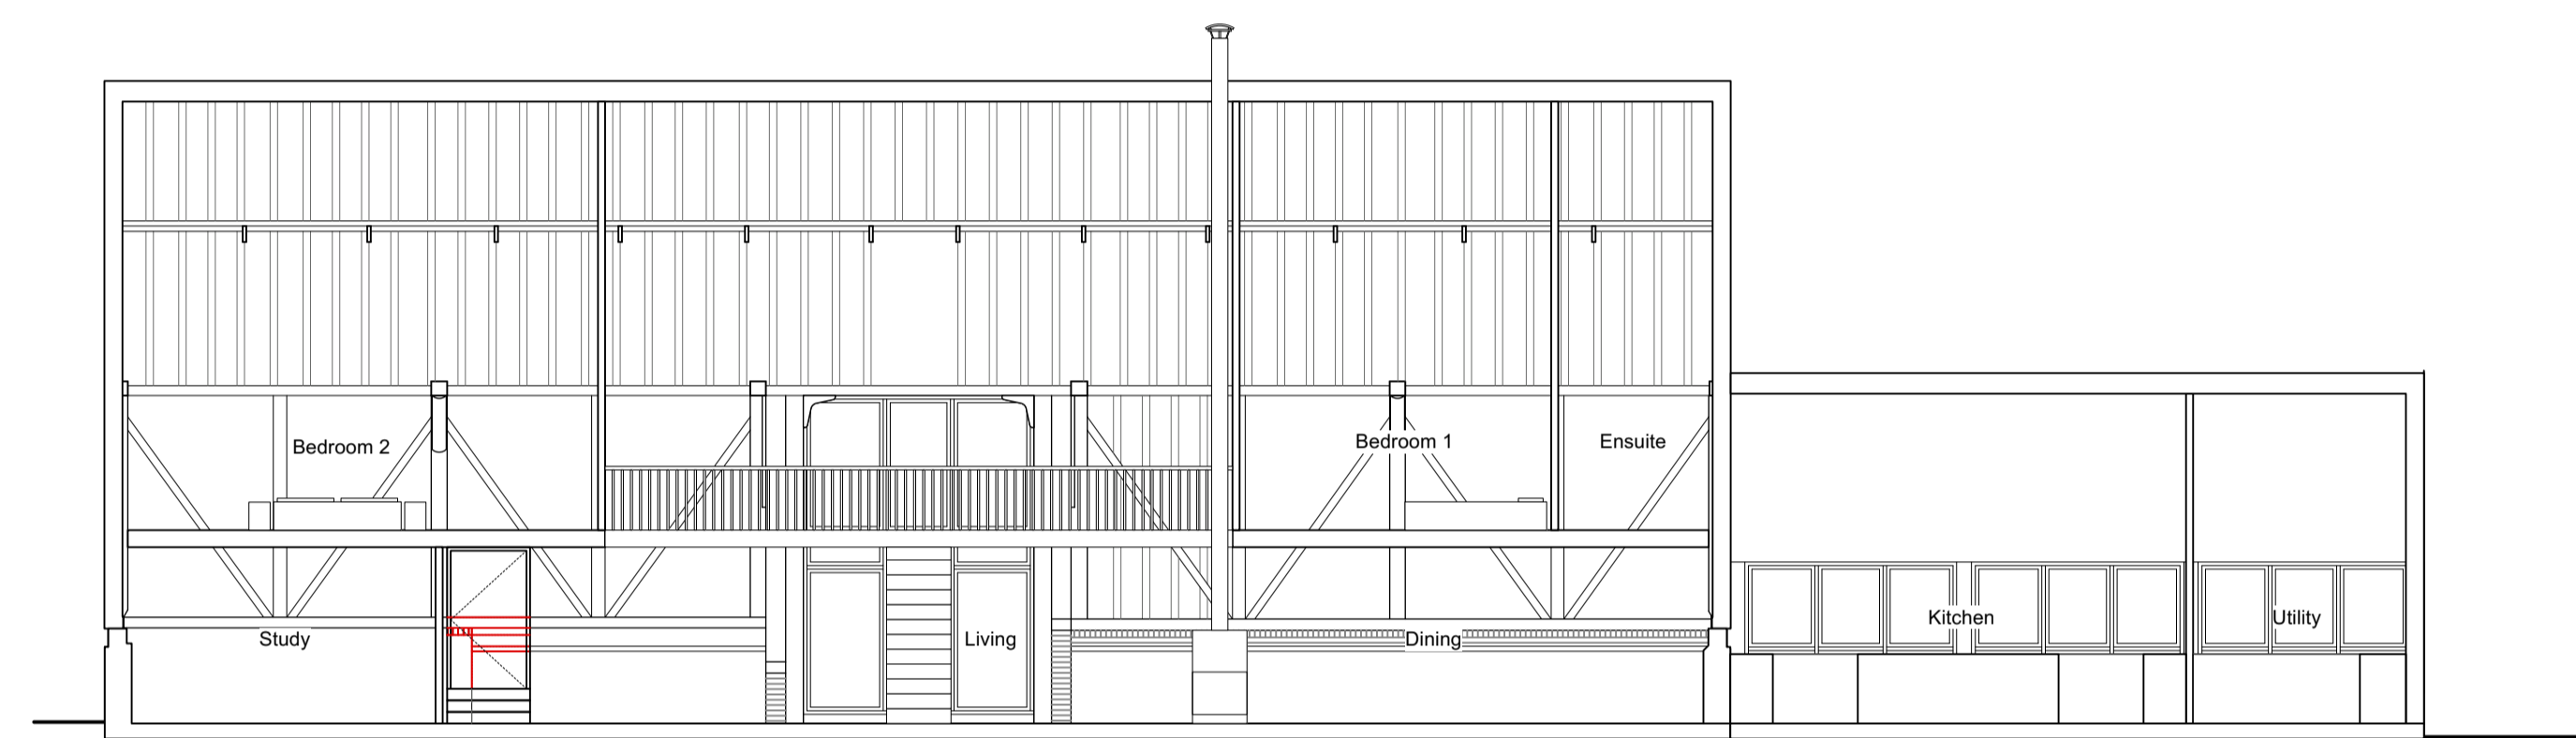 Bedroom 2
Bedroom 1
Ensuite
Study
Living
Dining
Kitchen
Utility